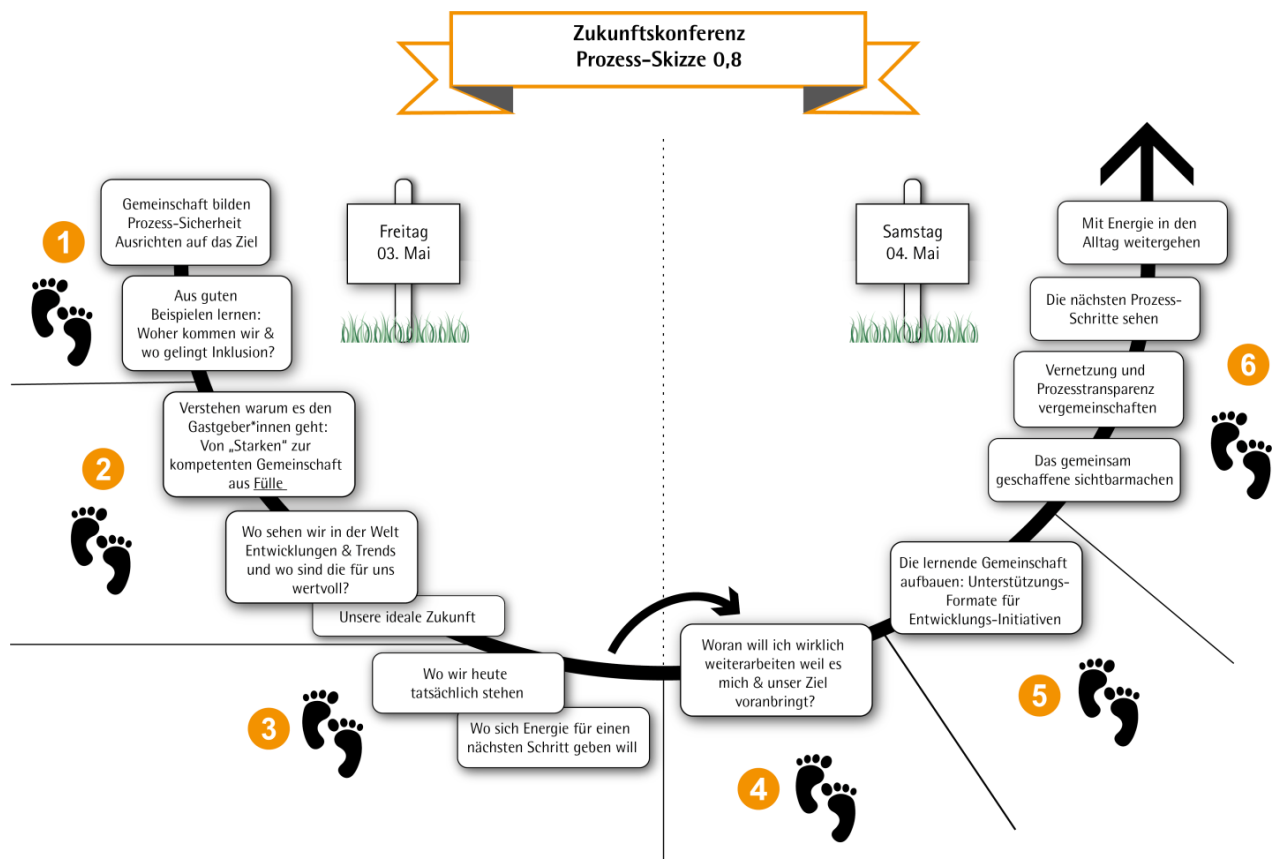 Zukunftskonferenz
Prozess-Skizze 0,8
1
Gemeinschaft bilden
Prozess-Sicherheit
Ausrichten auf das Ziel
Aus guten
Beispielen lernen:
Woher kommen wir &
wo gelingt Inklusion?
Freitag
03. Mai
2
Verstehen warum es den
Gastgeber*innen geht:
Von „Starken“ zur
kompetenten Gemeinschaft
aus Fülle
Wo sehen wir in der Welt
Entwicklungen & Trends
und wo sind die für uns
wertvoll?
Unsere ideale Zukunft
3
Wo wir heute
tatsächlich stehen
Wo sich Energie für einen
nächsten Schritt geben will
Samstag
04. Mai
4
Woran will ich wirklich
weiterarbeiten weil es
mich & unser Ziel
voranbringt?
5
Die lernende Gemeinschaft
aufbauen: Unterstützungs-
Formate für
Entwicklungs-Initiativen
6
Das gemeinsam
geschaffene sichtbarmachen
Vernetzung und
Prozesstransparenz
vergemeinschaften
Die nächsten Prozess-
Schritte sehen
Mit Energie in den
Alltag weitergehen